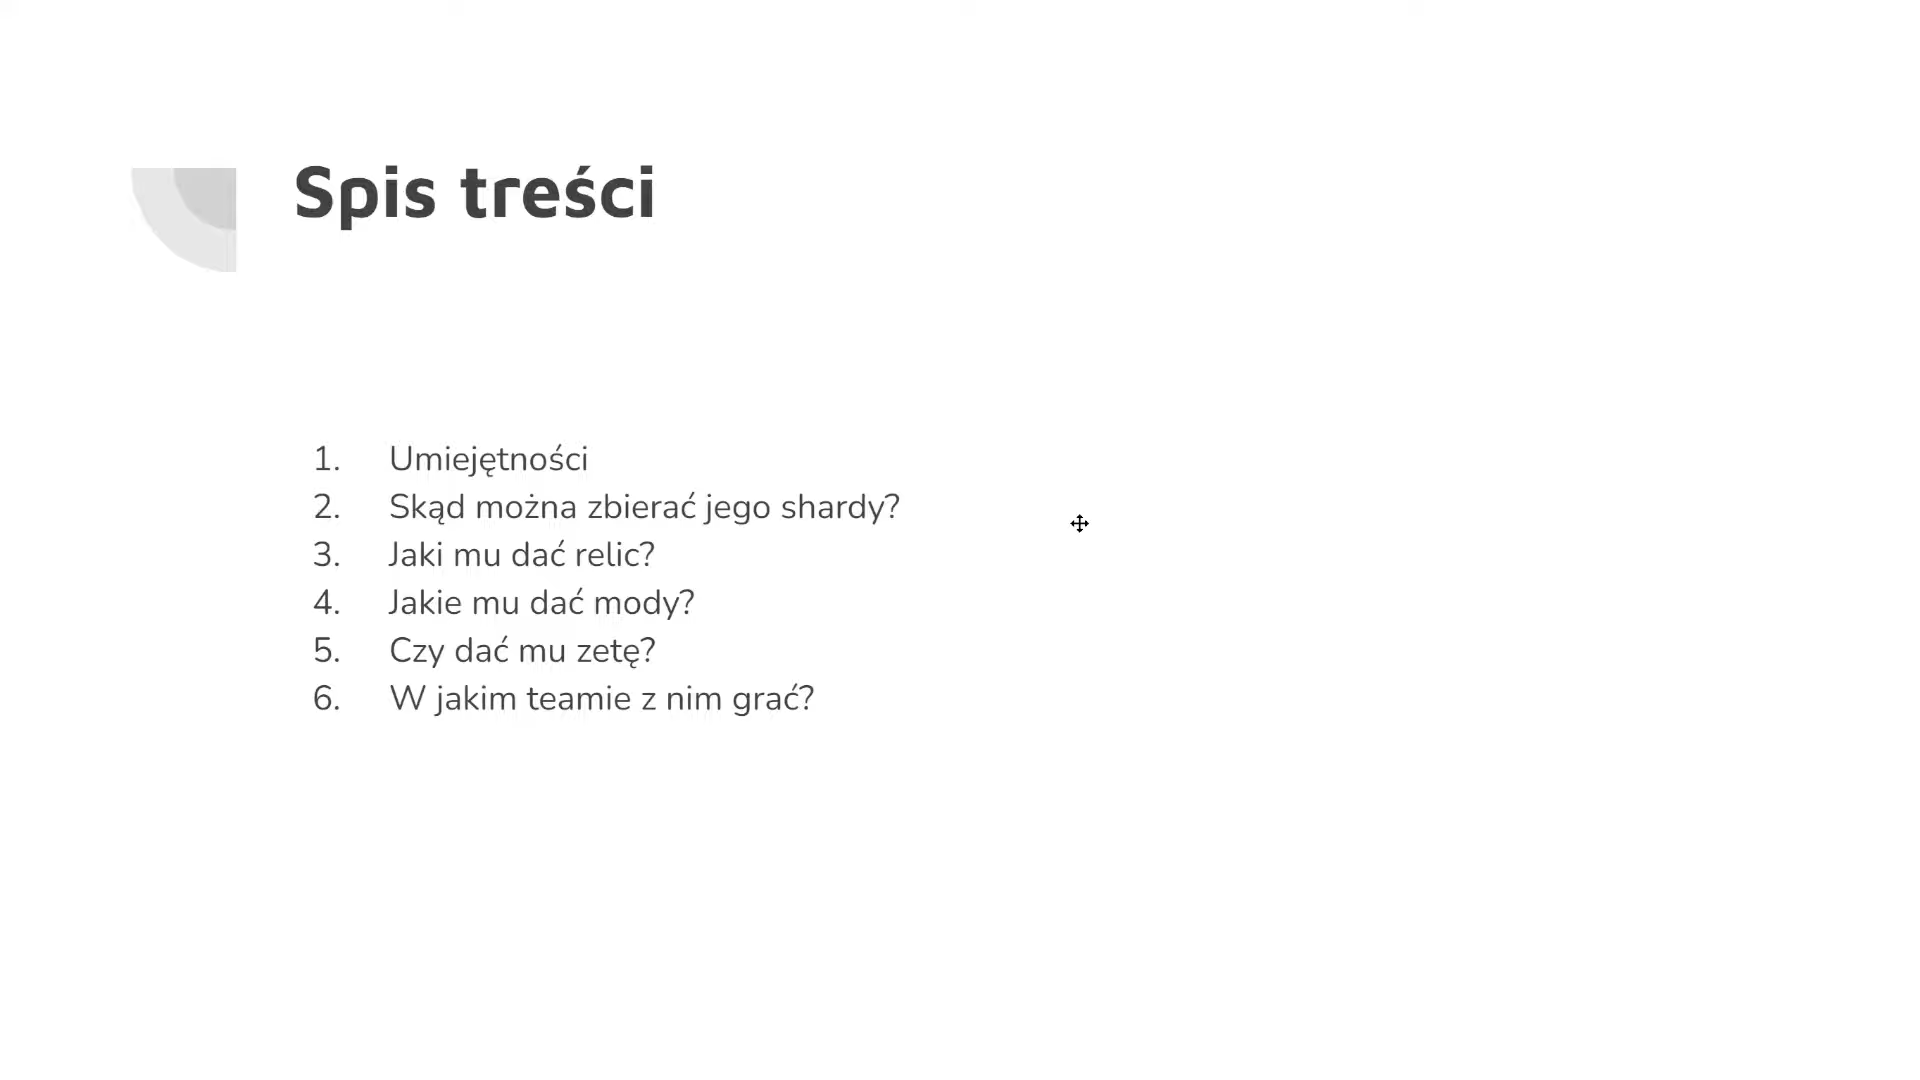 Spis treści
1. Umiejętności
2. Skąd można zbierać jego shardy?
3. Jaki mu dać relic?
4. Jakie mu dać mody?
5. Czy dać mu zetę?
6. W jakim teamie z nim grać?